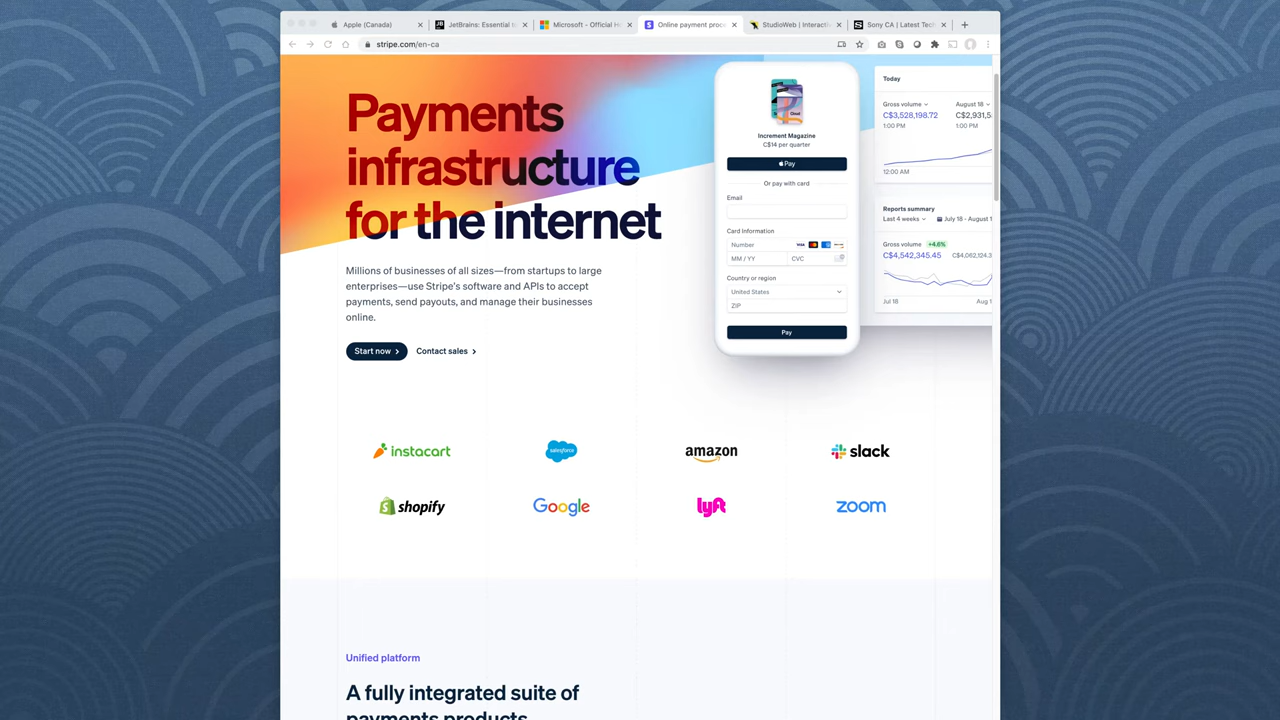 Apple (Canada)
JetBrains: Essential to
Microsoft - Official H
Online payment proc
StudioWeb | Interacti
Sony CA | Latest Tech
stripe.com/en-ca
Payments
infrastructure
for the internet
Millions of businesses of all sizes—from startups to large
enterprises—use Stripe's software and APIs to accept
payments, send payouts, and manage their businesses
online.
Start now
Contact sales
Increment Magazine
C$14 per quarter
Pay
Or pay with card
Email
Card Information
Number
VISA
MM / YY
CVC
Country or region
United States
ZIP
Pay
Today
Gross volume
August 18
C$3,528,198.72
C$2,931,5
1:00 PM
1:00 PM
12:00 AM
Reports summary
Last 4 weeks
July 18 - August 1
Gross volume
+4.6%
C$4,542,345.45
C$4,062,124.3
Jul 18
Aug 1
instacart
salesforce
amazon
slack
shopify
Google
lyft
zoom
Unified platform
A fully integrated suite of
payments products